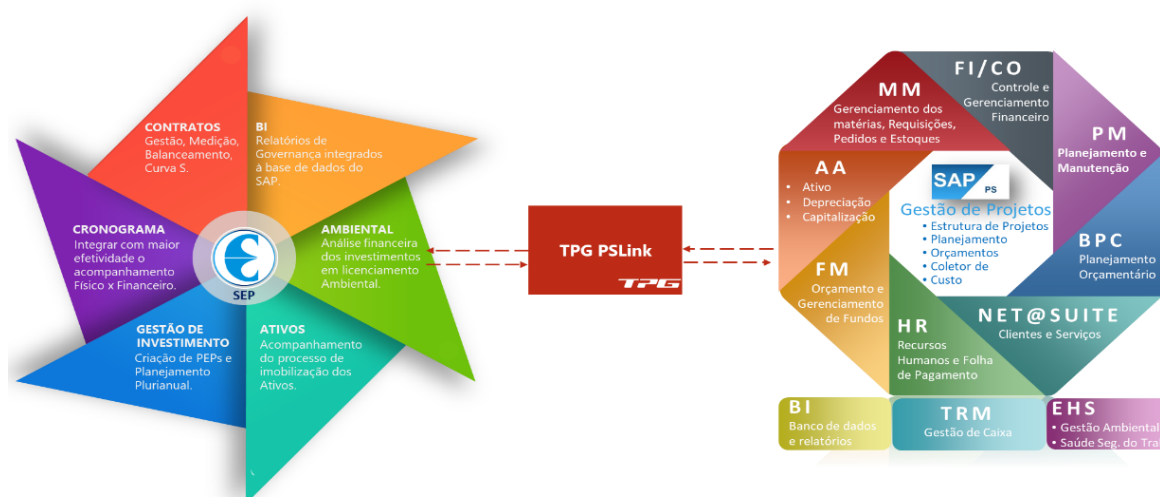 CONTRATOS
Gestão, Medição,
Balanceamento,
Curva S.
BI
Relatórios de
Governança integrados
à base de dados do
SAP.
CRONOGRAMA
Integrar com maior
efetividade o
acompanhamento
Físico x Financeiro.
AMBIENTAL
Análise financeira
dos investimentos
em licenciamento
Ambiental.
SEP
GESTÃO DE
INVESTIMENTO
Criação de PEPs e
Planejamento
Plurianual.
ATIVOS
Acompanhamento
do processo de
imobilização dos
Ativos.
TPG PSLink
TPG
FI/CO
Controle e
Gerenciamento
Financeiro
MM
Gerenciamento dos
matérias, Requisições,
Pedidos e Estoques
PM
Planejamento e
Manutenção
AA
• Ativo
• Depreciação
• Capitalização
SAP
PS
Gestão de Projetos
• Estrutura de Projetos
• Planejamento
• Orçamentos
• Coletor de
• Custo
BPC
Planejamento
Orçamentário
FM
Orçamento e
Gerenciamento
de Fundos
NET@SUITE
Clientes e Serviços
HR
Recursos
Humanos e Folha
de Pagamento
BI
Banco de dados
e relatórios
TRM
Gestão de Caixa
EHS
• Gestão Ambiental
• Saúde Seg. do Tra